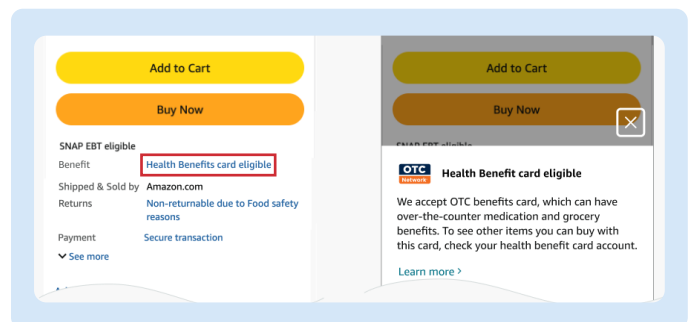 Add to Cart
Buy Now
SNAP EBT eligible
Benefit Health Benefits card eligible
Shipped & Sold by Amazon.com
Returns Non-returnable due to Food safety
reasons
Payment Secure transaction
See more
Add to Cart
Buy Now
SNAP EBT eligible
OTC
Network
Health Benefit card eligible
We accept OTC benefits card, which can have
over-the-counter medication and grocery
benefits. To see other items you can buy with
this card, check your health benefit card account.
Learn more ›